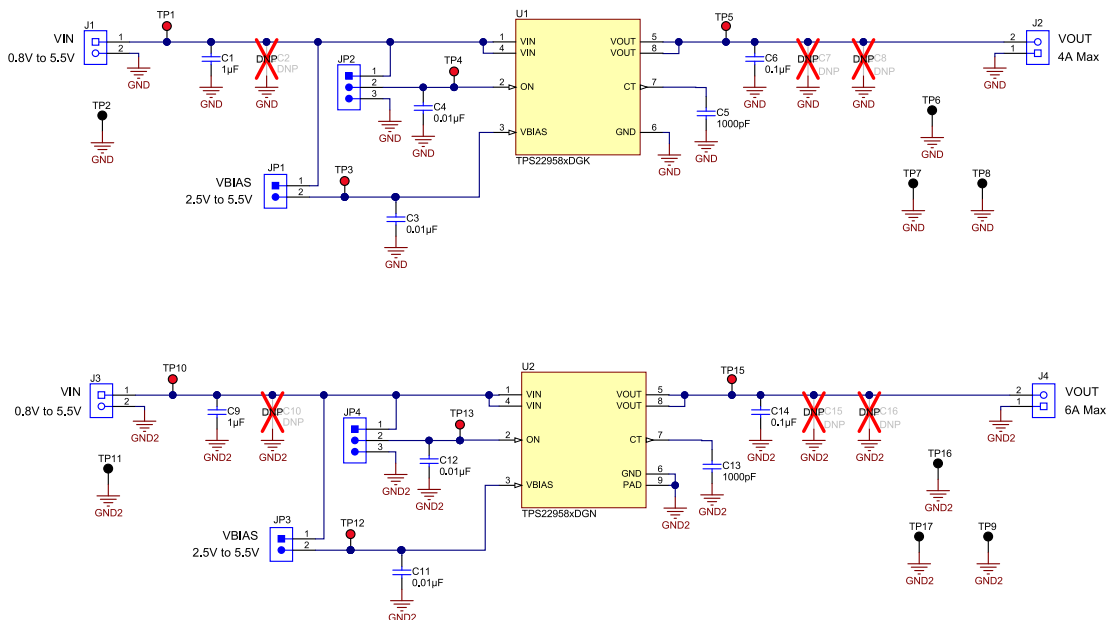 J1
VIN
0.8V to 5.5V
1
2
GND
TP1
C1
1µF
GND
DNP C2
DNP
GND
TP2
GND
JP2
1
2
3
GND
TP4
C4
0.01µF
GND
JP1
VBIAS
2.5V to 5.5V
1
2
TP3
C3
0.01µF
GND
U1
1 VIN
4 VIN
2 ON
3 VBIAS
VOUT 5
VOUT 8
CT 7
GND 6
TPS22958xDGK
GND
TP5
C5
1000pF
GND
C6
0.1µF
GND
DNP C7
DNP
GND
DNP C8
DNP
GND
J2
2
1
VOUT
4A Max
GND
TP6
GND
TP7
GND
TP8
GND
J3
VIN
0.8V to 5.5V
1
2
GND2
TP10
C9
1µF
GND2
DNP C10
DNP
GND2
TP11
GND2
JP4
1
2
3
GND2
TP13
C12
0.01µF
GND2
JP3
VBIAS
2.5V to 5.5V
1
2
TP12
C11
0.01µF
GND2
U2
1 VIN
4 VIN
2 ON
3 VBIAS
VOUT 5
VOUT 8
CT 7
GND 6
PAD 9
TPS22958xDGN
GND2
TP15
C13
1000pF
GND2
C14
0.1µF
GND2
DNP C15
DNP
GND2
DNP C16
DNP
GND2
J4
2
1
VOUT
6A Max
GND2
TP16
GND2
TP17
GND2
TP9
GND2